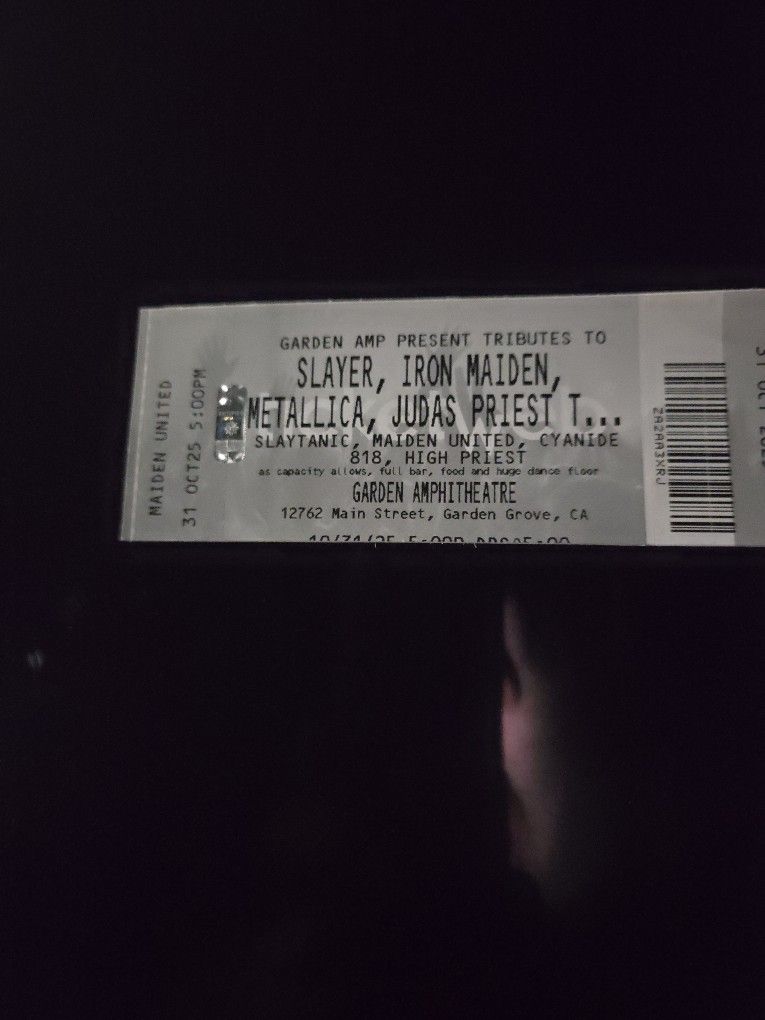 MAIDEN UNITED
31 OCT25 5:00PM
GARDEN AMP PRESENT TRIBUTES TO
SLAYER, IRON MAIDEN,
METALLICA, JUDAS PRIEST T...
SLAYTANIC, MAIDEN UNITED, CYANIDE
818, HIGH PRIEST
as capacity allows, full bar, food and huge dance floor
GARDEN AMPHITHEATRE
12762 Main Street, Garden Grove, CA
ZA2AA3XRJ